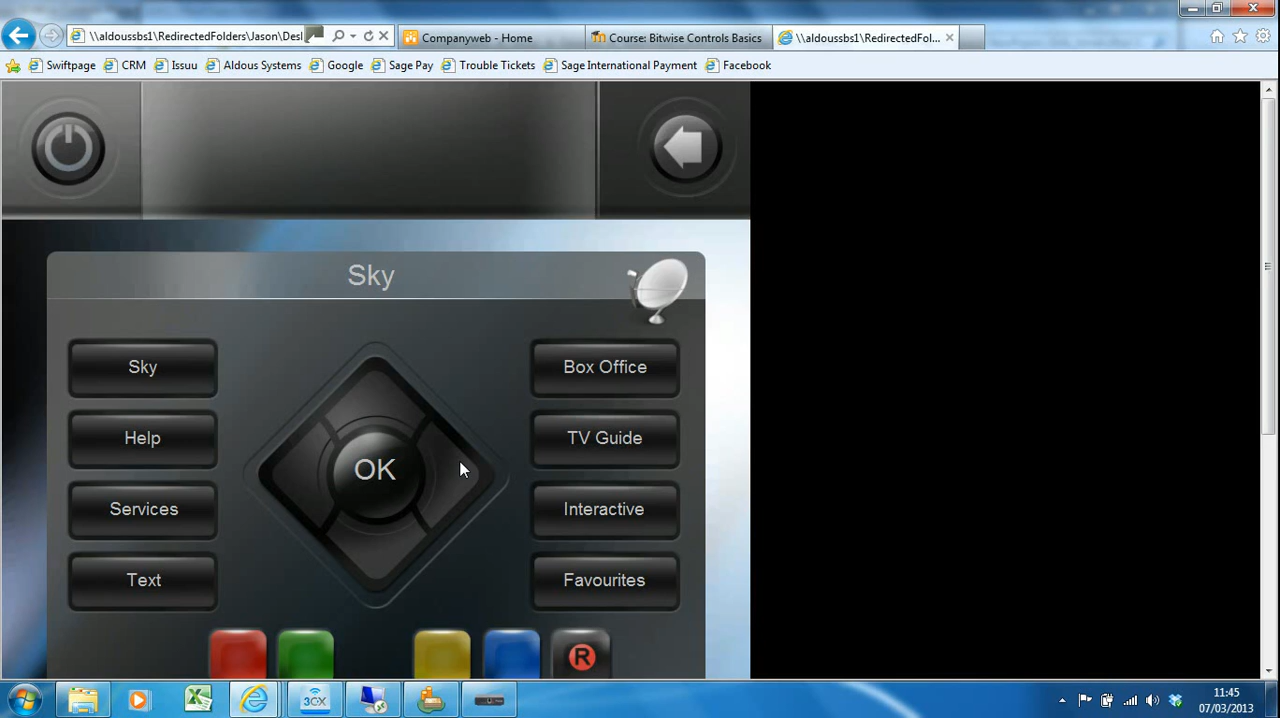 \\aldoussbs1\RedirectedFolders\Jason\Desl
Companyweb - Home
Course: Bitwise Controls Basics
\\aldoussbs1\RedirectedFol...
Swiftpage
CRM
Issuu
Aldous Systems
Google
Sage Pay
Trouble Tickets
Sage International Payment
Facebook
Sky
Sky
Box Office
Help
OK
TV Guide
Services
Interactive
Text
Favourites
R
3CX
11:45
07/03/2013